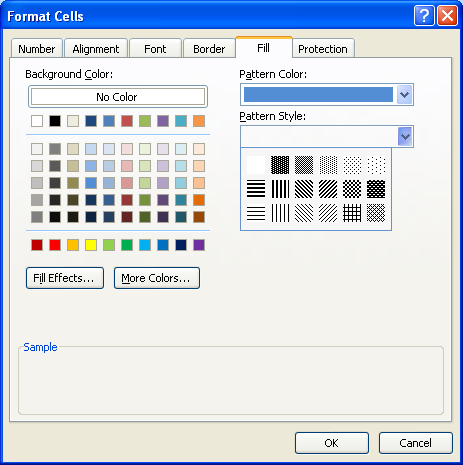 Format Cells
Number Alignment Font Border Fill Protection
Background Color:
No Color
Pattern Color:
Pattern Style:
Fill Effects...
More Colors...
Sample
OK
Cancel